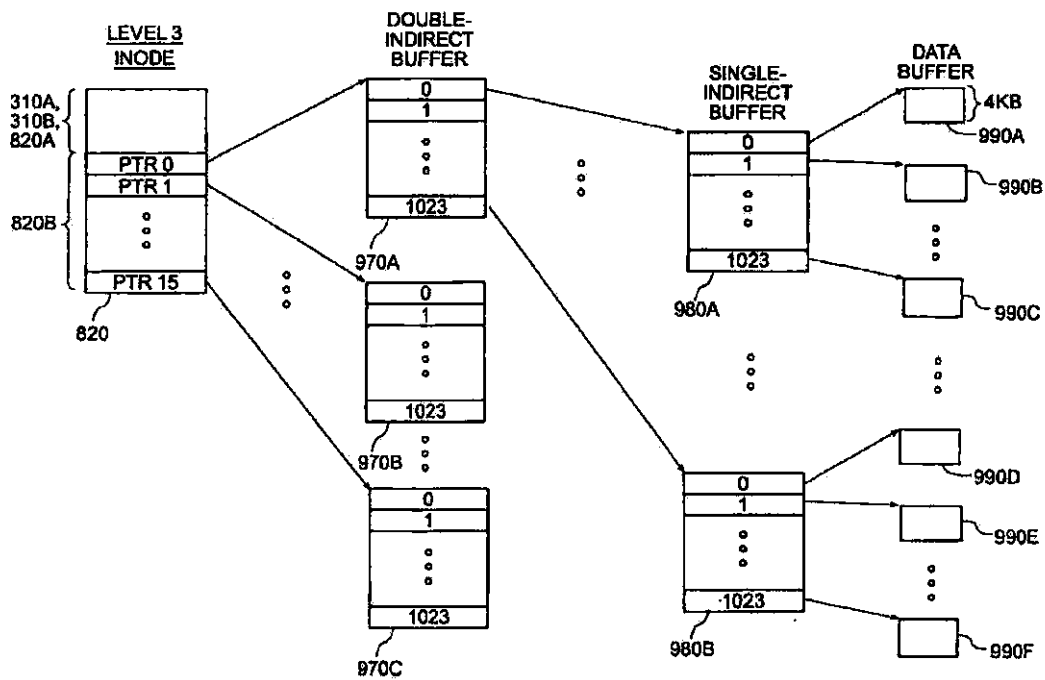 LEVEL 3
INODE
310A,
310B,
820A
PTR 0
PTR 1
820B
PTR 15
820
DOUBLE-
INDIRECT
BUFFER
0
1
1023
970A
0
1
1023
970B
0
1
1023
970C
SINGLE-
INDIRECT
BUFFER
0
1
1023
980A
0
1
1023
980B
DATA
BUFFER
4KB
990A
990B
990C
990D
990E
990F